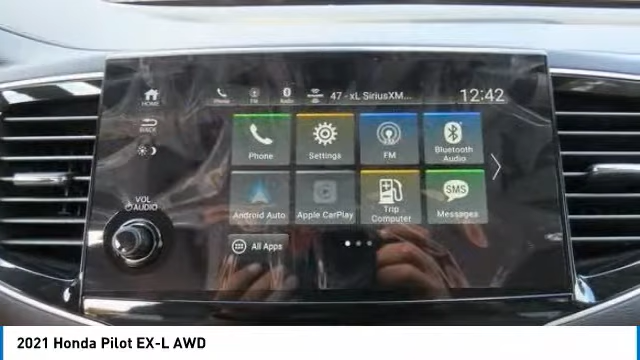 HOME
Phone
FM
Audio
47 - xL SiriusXM...
12:42
BACK
VOL
AUDIO
Phone
Settings
FM
Bluetooth
Audio
Android Auto
Apple CarPlay
Trip
Computer
SMS
Messages
All Apps
2021 Honda Pilot EX-L AWD